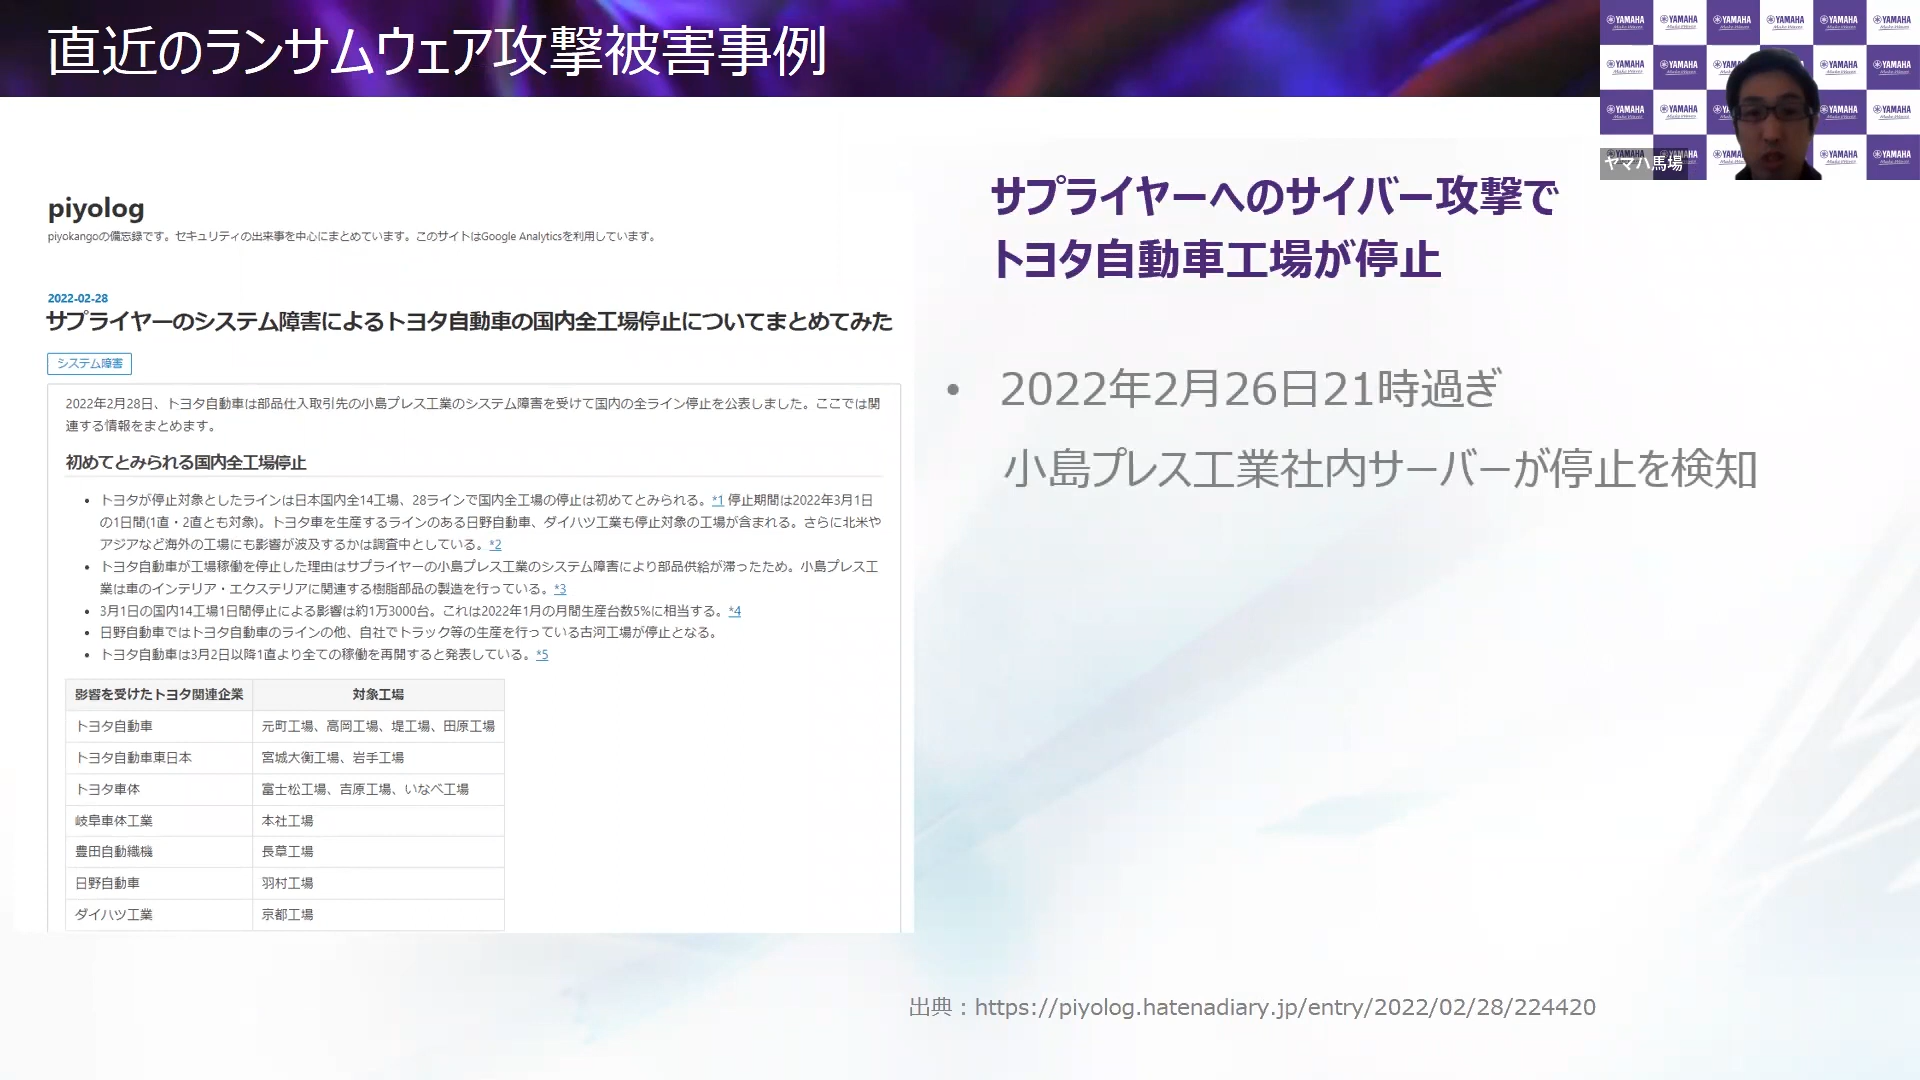 直近のランサムウェア攻撃被害事例
YAMAHA
Make Waves
ヤマハ馬場
piyolog
piyokangoの備忘録です。セキュリティの出来事を中心にまとめています。このサイトはGoogle Analyticsを利用しています。
2022-02-28
サプライヤーのシステム障害によるトヨタ自動車の国内全工場停止についてまとめてみた
システム障害
2022年2月28日、トヨタ自動車は部品仕入取引先の小島プレス工業のシステム障害を受けて国内の全ライン停止を公表しました。ここでは関
連する情報をまとめます。
初めてとみられる国内全工場停止
• トヨタが停止対象としたラインは日本国内全14工場、28ラインで国内全工場の停止は初めてとみられる。*1 停止期間は2022年3月1日
の1日間(1直・2直とも対象)。トヨタ車を生産するラインのある日野自動車、ダイハツ工業も停止対象の工場が含まれる。さらに北米や
アジアなど海外の工場にも影響が波及するかは調査中としている。*2
• トヨタ自動車が工場稼働を停止した理由はサプライヤーの小島プレス工業のシステム障害により部品供給が滞ったため。小島プレス工
業は車のインテリア・エクステリアに関連する樹脂部品の製造を行っている。*3
• 3月1日の国内14工場1日間停止による影響は約1万3000台。これは2022年1月の月間生産台数5%に相当する。*4
• 日野自動車ではトヨタ自動車のラインの他、自社でトラック等の生産を行っている古河工場が停止となる。
• トヨタ自動車は3月2日以降1直より全ての稼働を再開すると発表している。*5
影響を受けたトヨタ関連企業 対象工場
トヨタ自動車 元町工場、高岡工場、堤工場、田原工場
トヨタ自動車東日本 宮城大衡工場、岩手工場
トヨタ車体 富士松工場、吉原工場、いなべ工場
岐阜車体工業 本社工場
豊田自動織機 長草工場
日野自動車 羽村工場
ダイハツ工業 京都工場
サプライヤーへのサイバー攻撃で
トヨタ自動車工場が停止
• 2022年2月26日21時過ぎ
小島プレス工業社内サーバーが停止を検知
出典：https://piyolog.hatenadiary.jp/entry/2022/02/28/224420